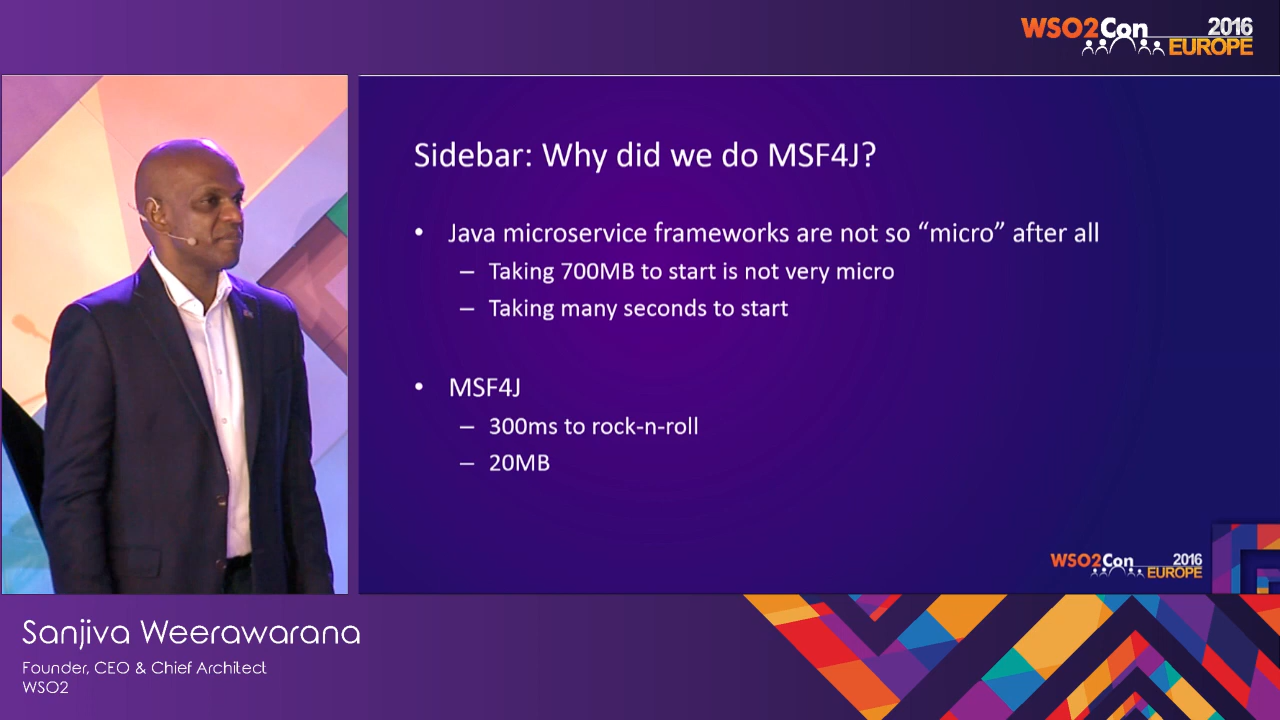 WSO2Con 2016
EUROPE
Sidebar: Why did we do MSF4J?
• Java microservice frameworks are not so “micro” after all
– Taking 700MB to start is not very micro
– Taking many seconds to start
• MSF4J
– 300ms to rock-n-roll
– 20MB
WSO2Con 2016
EUROPE
Sanjiva Weerawarana
Founder, CEO & Chief Architect
WSO2